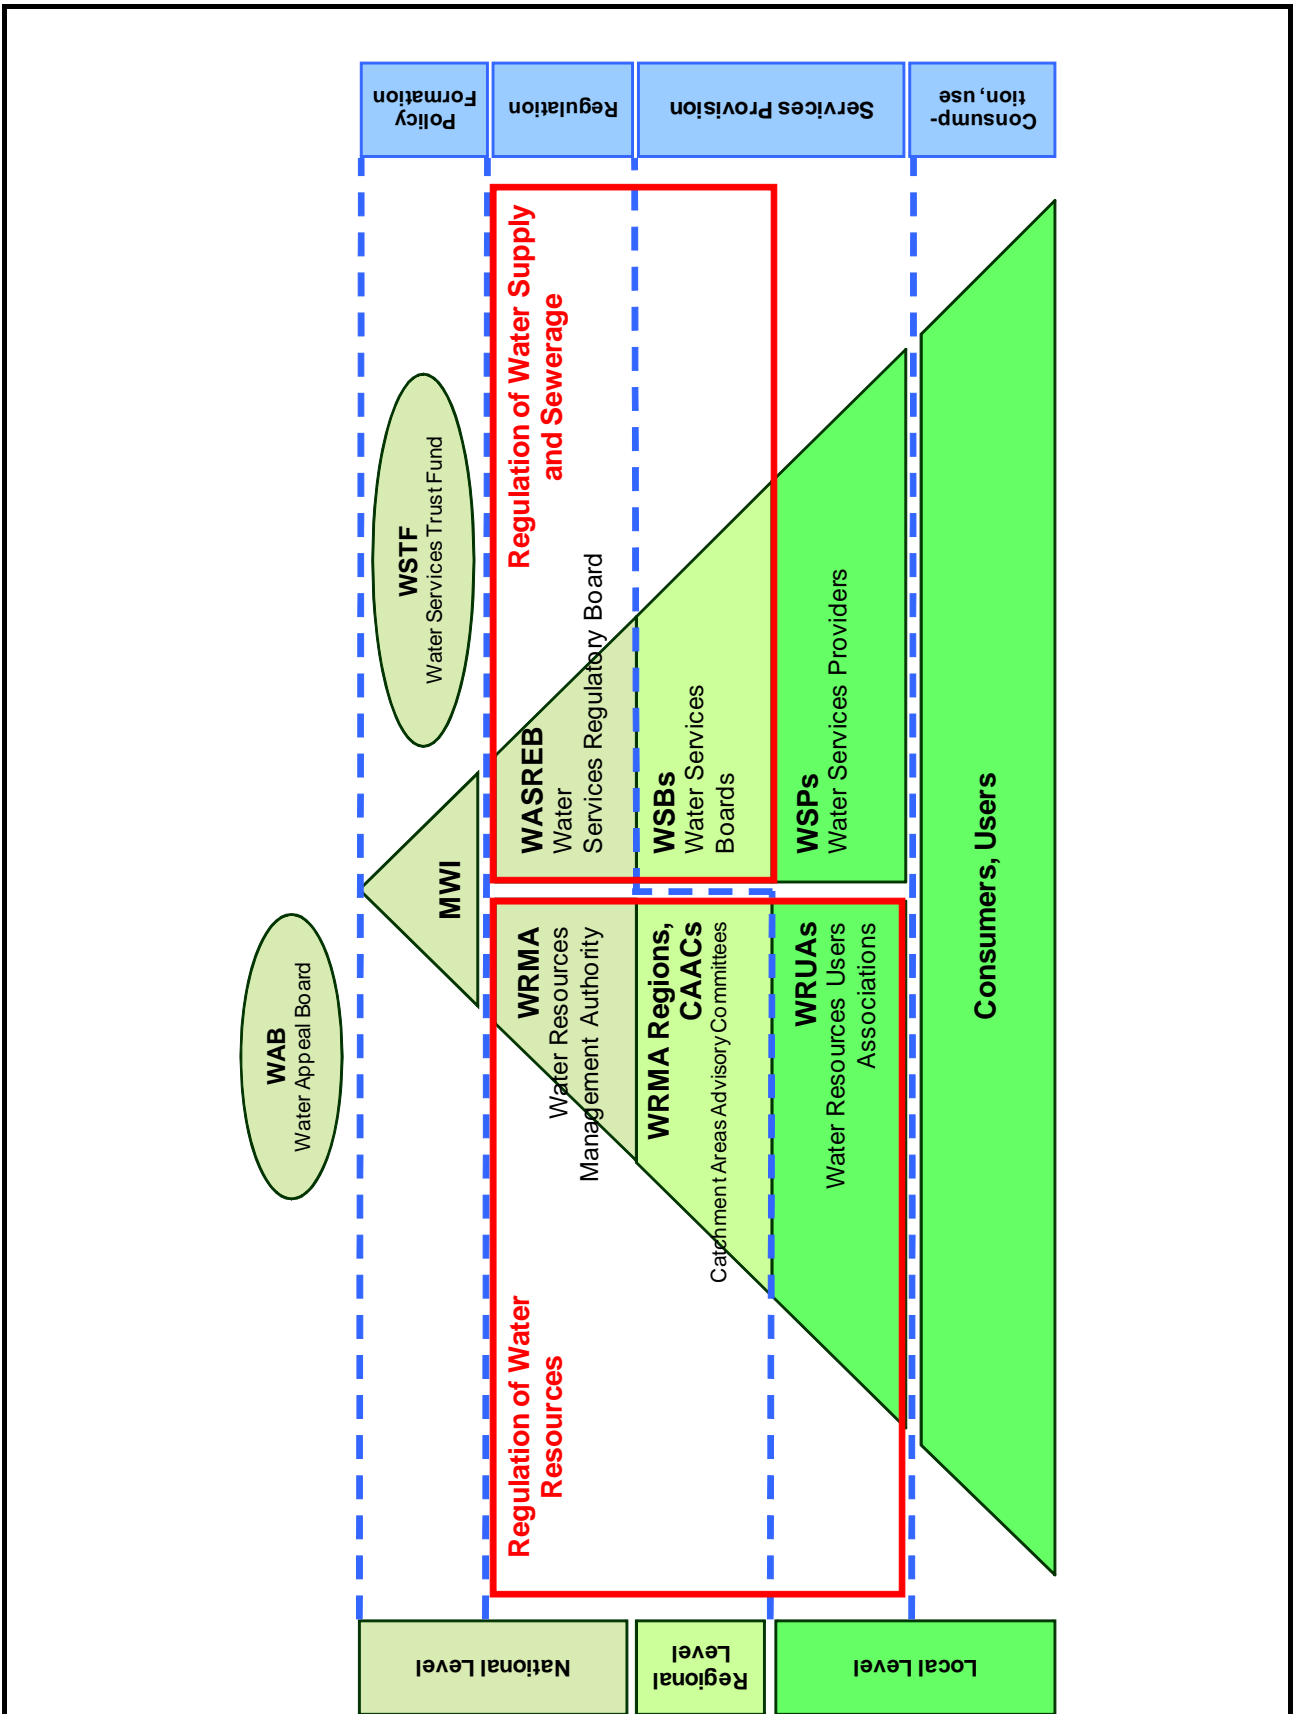 WAB
Water Appeal Board
WSTF
Water Services Trust Fund
MWI
Policy
Formation
Regulation
Services Provision
Consump-
tion, use
National Level
Regional
Level
Local Level
Regulation of Water
Resources
WRMA
Water Resources
Management Authority
WRMA Regions,
CAACs
Catchment Areas Advisory Committees
WRUAs
Water Resources Users
Associations
Regulation of Water Supply
and Sewerage
WASREB
Water
Services Regulatory Board
WSBs
Water Services
Boards
WSPs
Water Services Providers
Consumers, Users